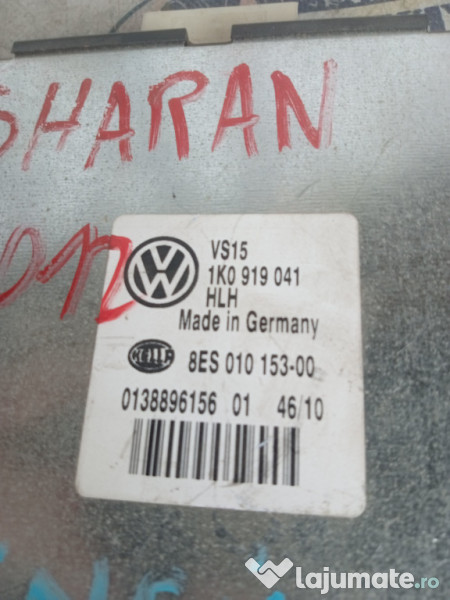 SHARAN
VS15
1K0 919 041
HLH
Made in Germany
HELLA
8ES 010 153-00
0138896156 01 46/10
lajumate.ro